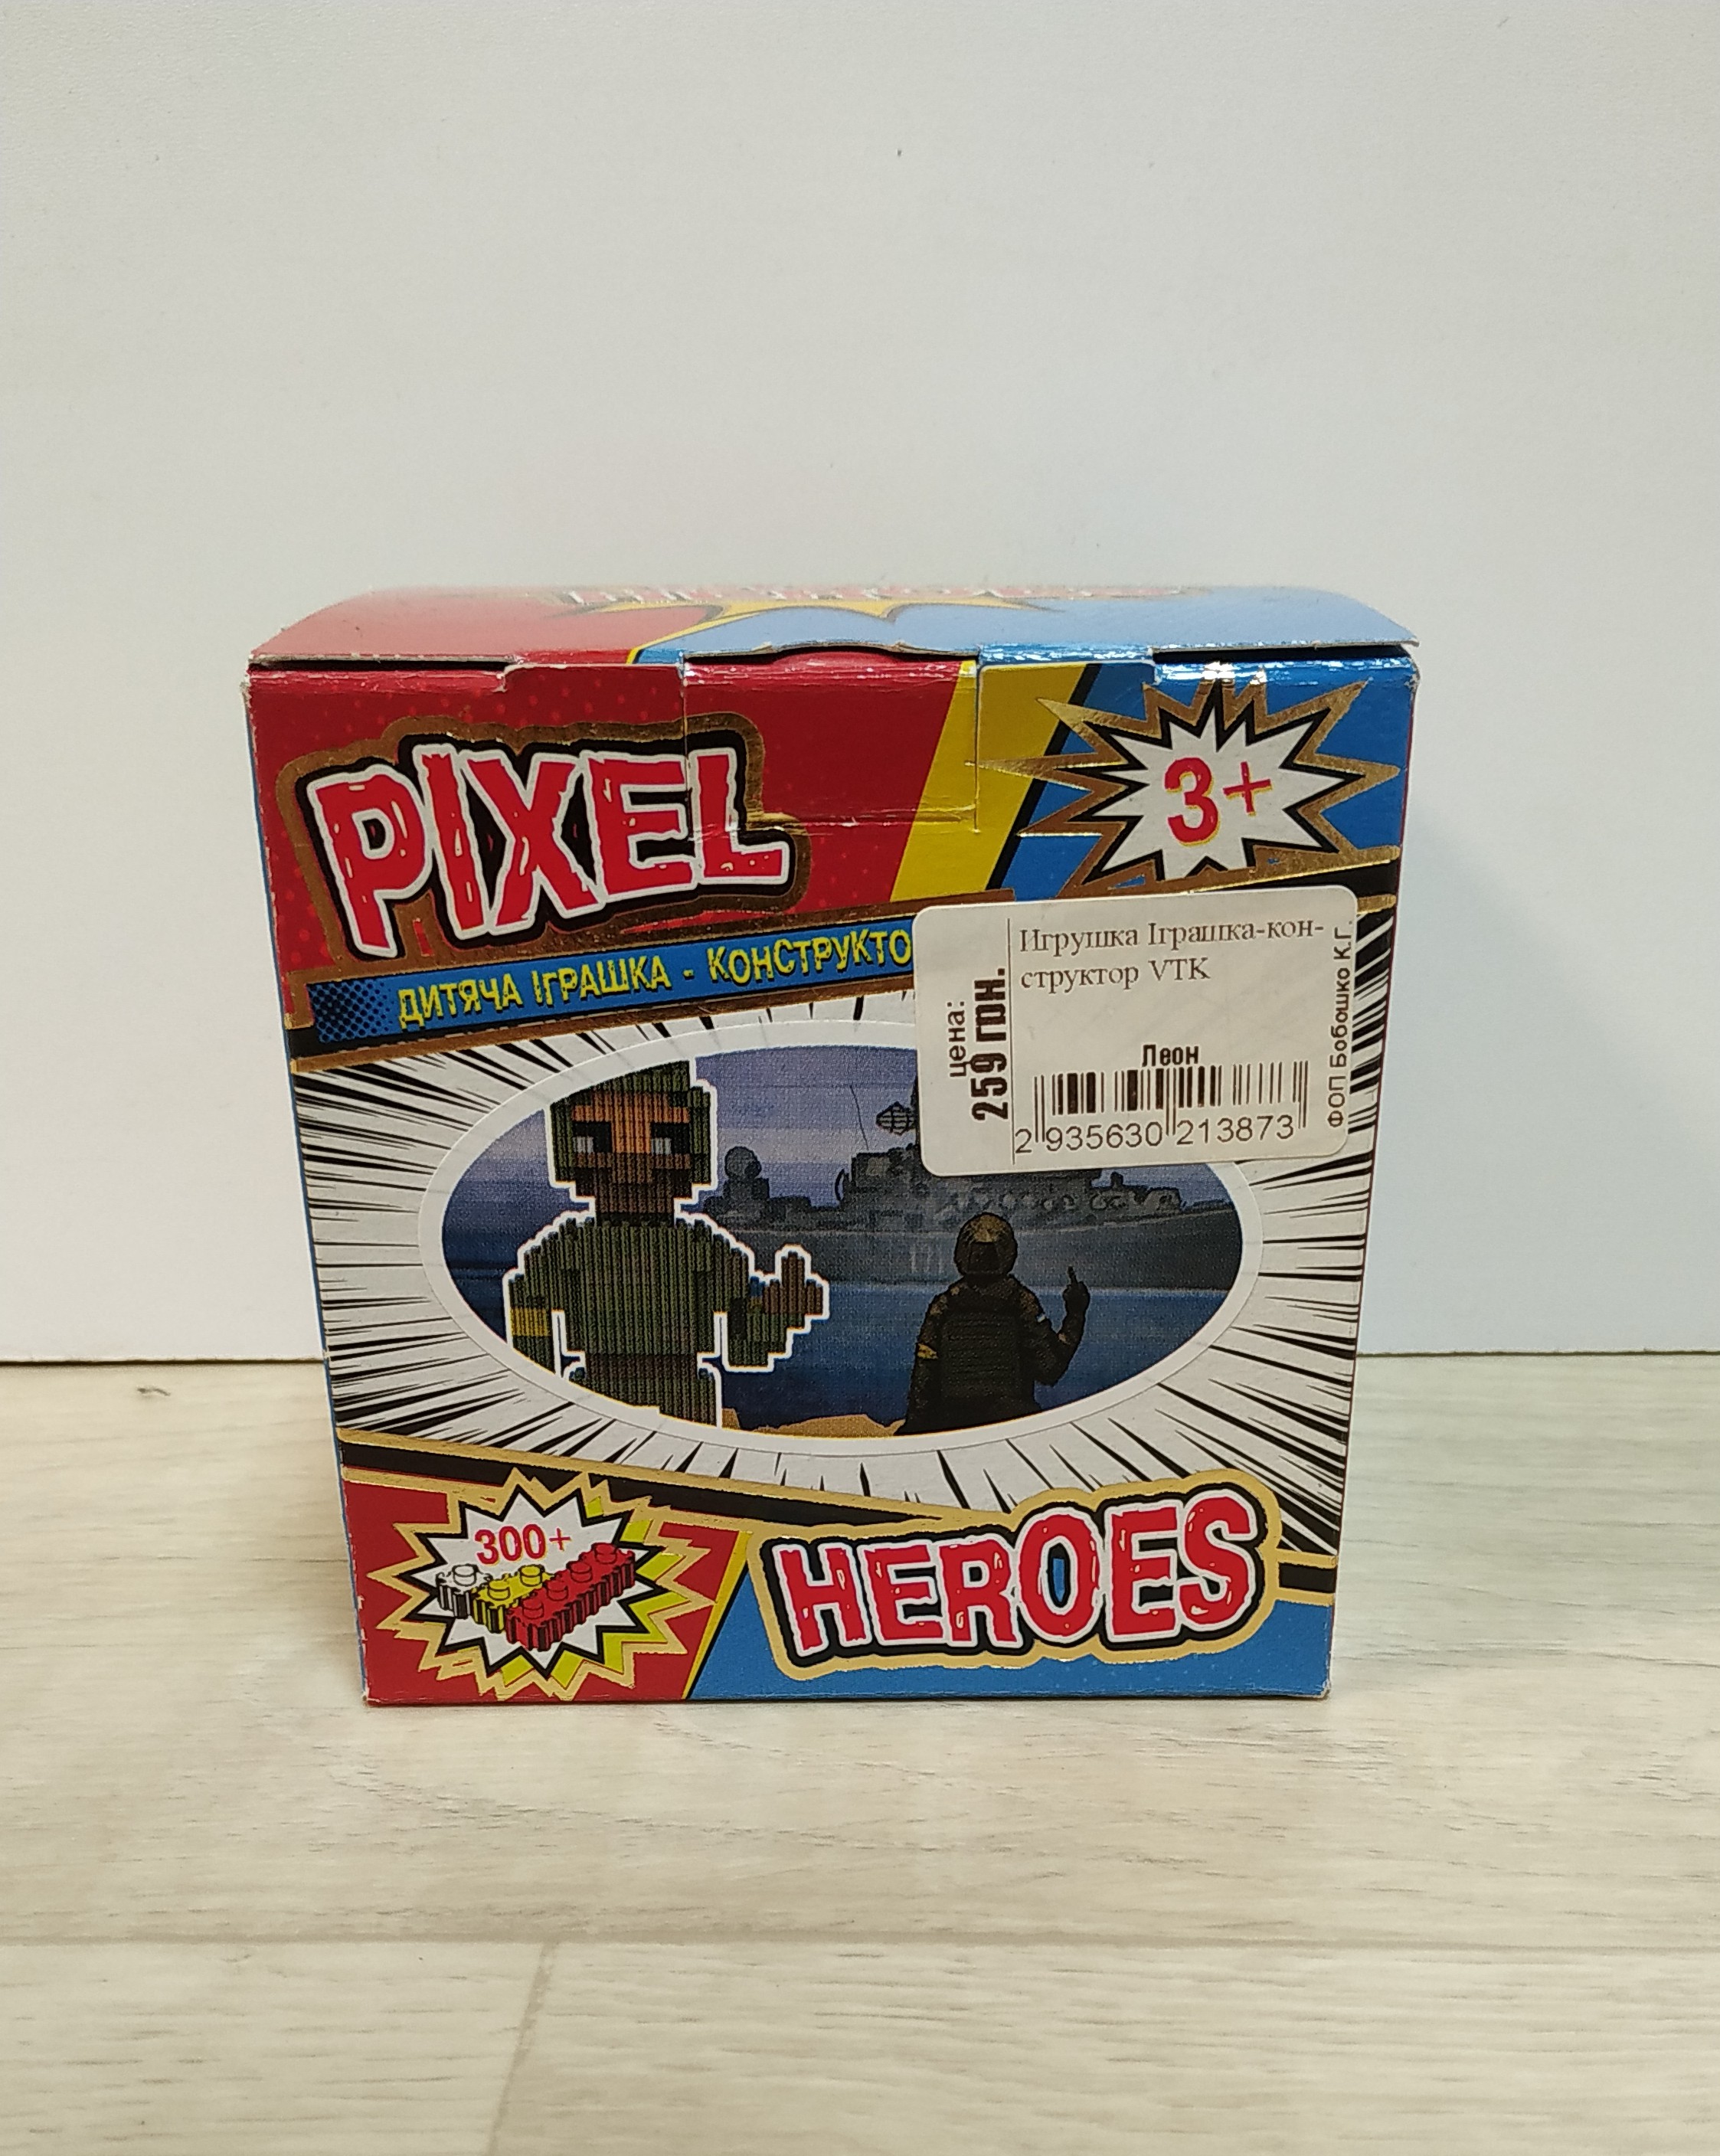 PIXEL
3+
ДИТЯЧА ІГРАШКА - КОНСТРУКТО
цена:
259 грн.
Игрушка Іграшка-кон-
структор VTK
Леон
2 935630 213873
ФОП Бобошко К.Г.
300+
HEROES